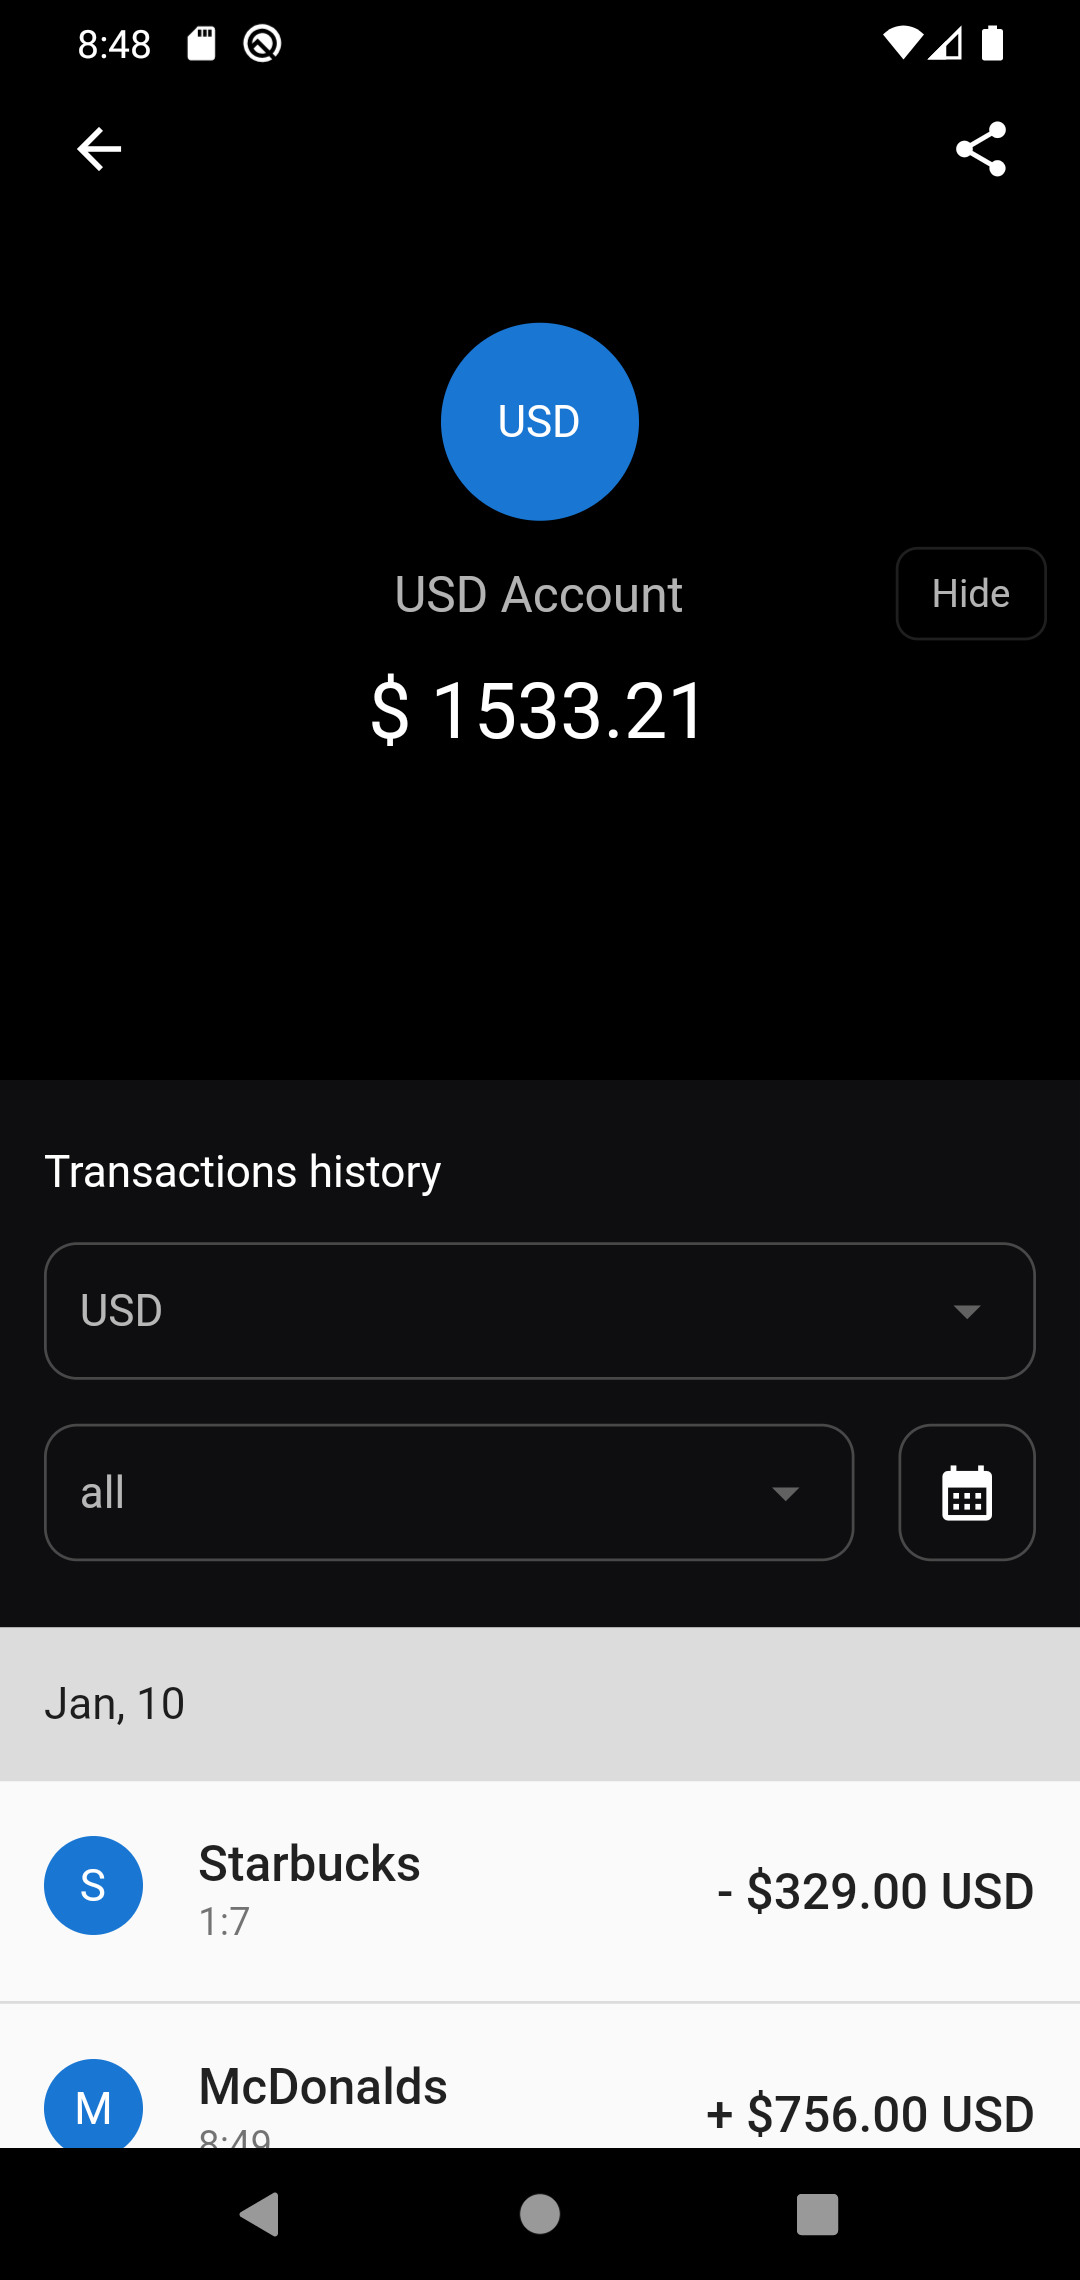 8:48
USD
USD Account
Hide
$ 1533.21
Transactions history
USD
all
Jan, 10
S
Starbucks
1:7
- $329.00 USD
M
McDonalds
8:49
+ $756.00 USD